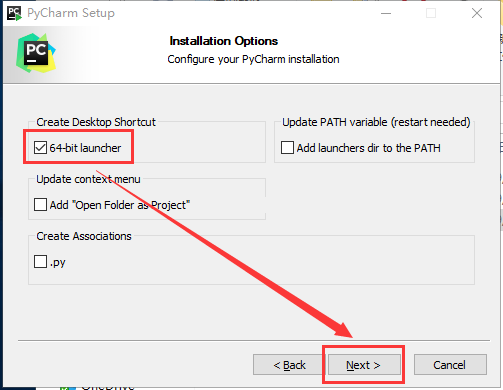 PC PyCharm Setup
PC
Installation Options
Configure your PyCharm installation
Create Desktop Shortcut
64-bit launcher
Update PATH variable (restart needed)
Add launchers dir to the PATH
Update context menu
Add "Open Folder as Project"
Create Associations
.py
< Back
Next >
Cancel
OneDrive